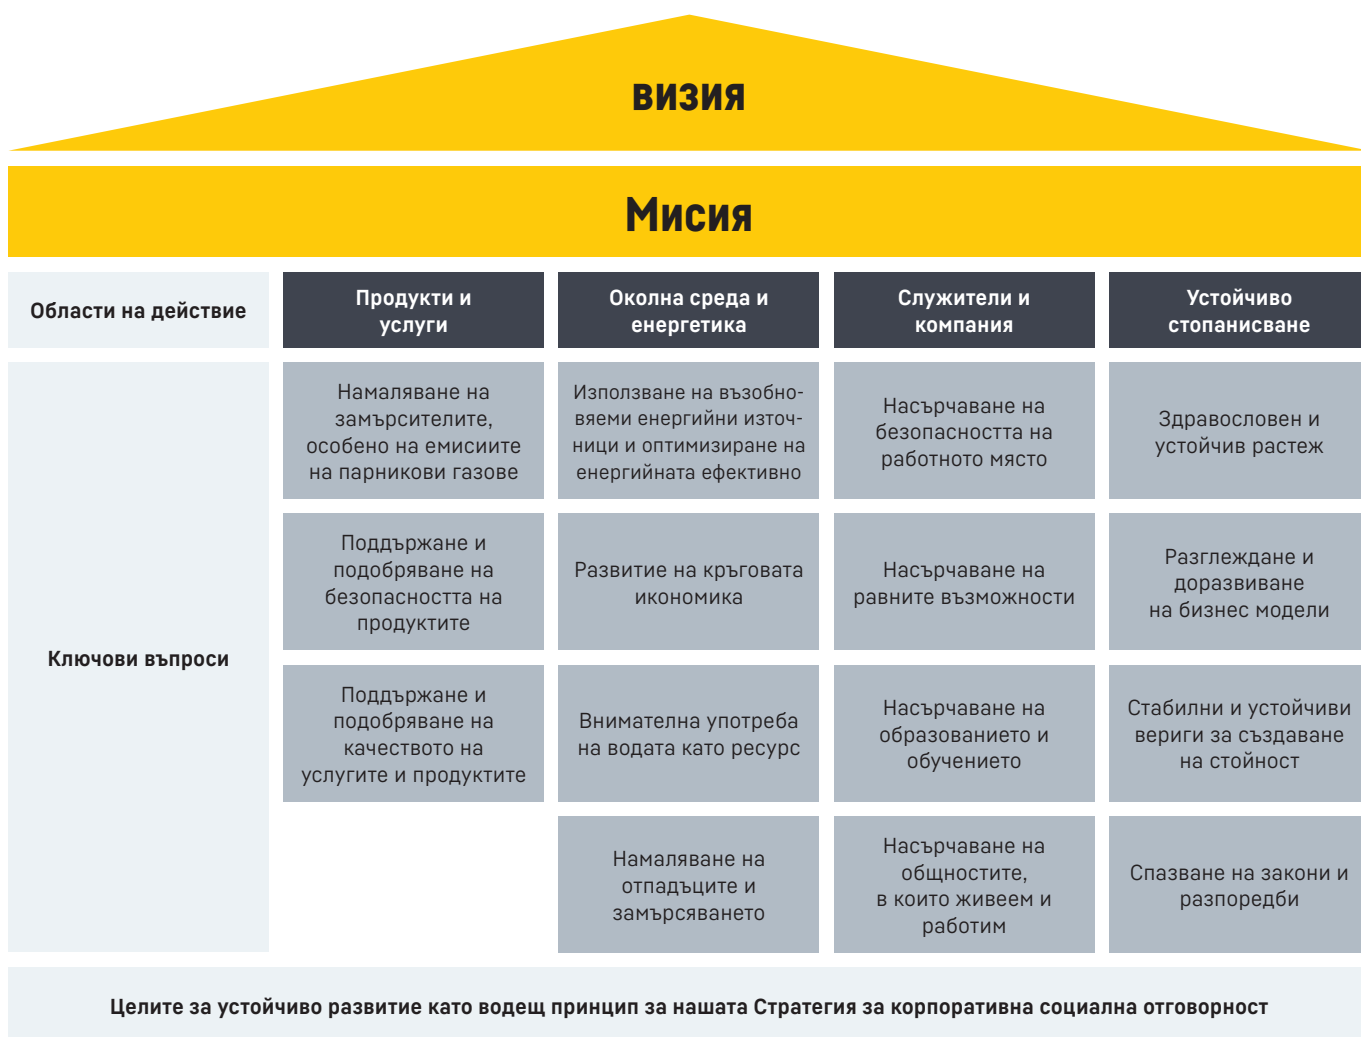 визия
Мисия
Области на действие
Продукти и
услуги
Околна среда и
енергетика
Служители и
компания
Устойчиво
стопанисване
Ключови въпроси
Намаляване на
замърсителите,
особено на емисиите
на парникови газове
Използване на възобно-
вяеми енергийни източ-
ници и оптимизиране на
енергийната ефективно
Насърчаване на
безопасността на
работното място
Здравословен и
устойчив растеж
Поддържане и
подобряване на
безопасността на
продуктите
Развитие на кръговата
икономика
Насърчаване на
равните възможности
Разглеждане и
доразвиване
на бизнес модели
Поддържане и
подобряване на
качеството на
услугите и продуктите
Внимателна употреба
на водата като ресурс
Насърчаване на
образованието и
обучението
Стабилни и устойчиви
вериги за създаване
на стойност
Намаляване на
отпадъците и
замърсяването
Насърчаване на
общностите,
в които живеем и
работим
Спазване на закони и
разпоредби
Целите за устойчиво развитие като водещ принцип за нашата Стратегия за корпоративна социална отговорност